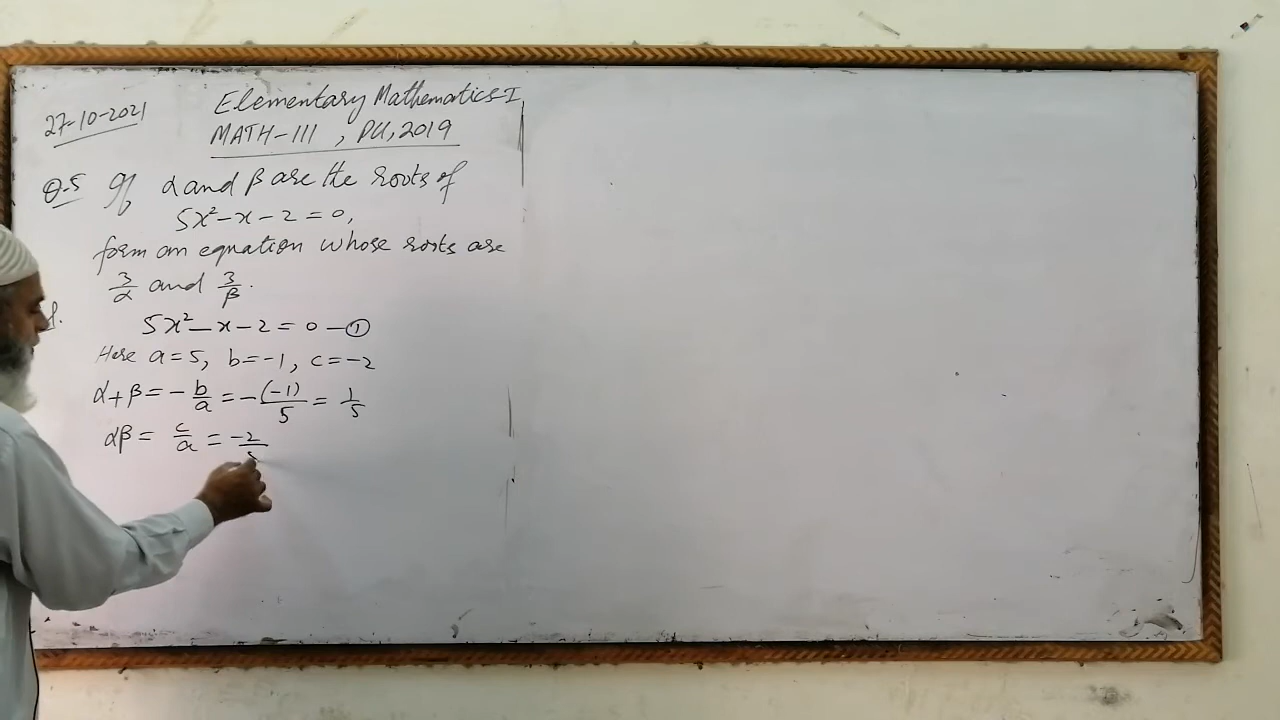 27-10-2021
Elementary Mathematics-I
MATH-111, PU, 2019
Q.5 If α and β are the roots of
5x²-x-2=0,
form an equation whose roots are
3/α and 3/β.
5x²-x-2=0 -①
Here a=5, b=-1, c=-2
α+β=-b/a=-(-1)/5=1/5
αβ=c/a=-2/5